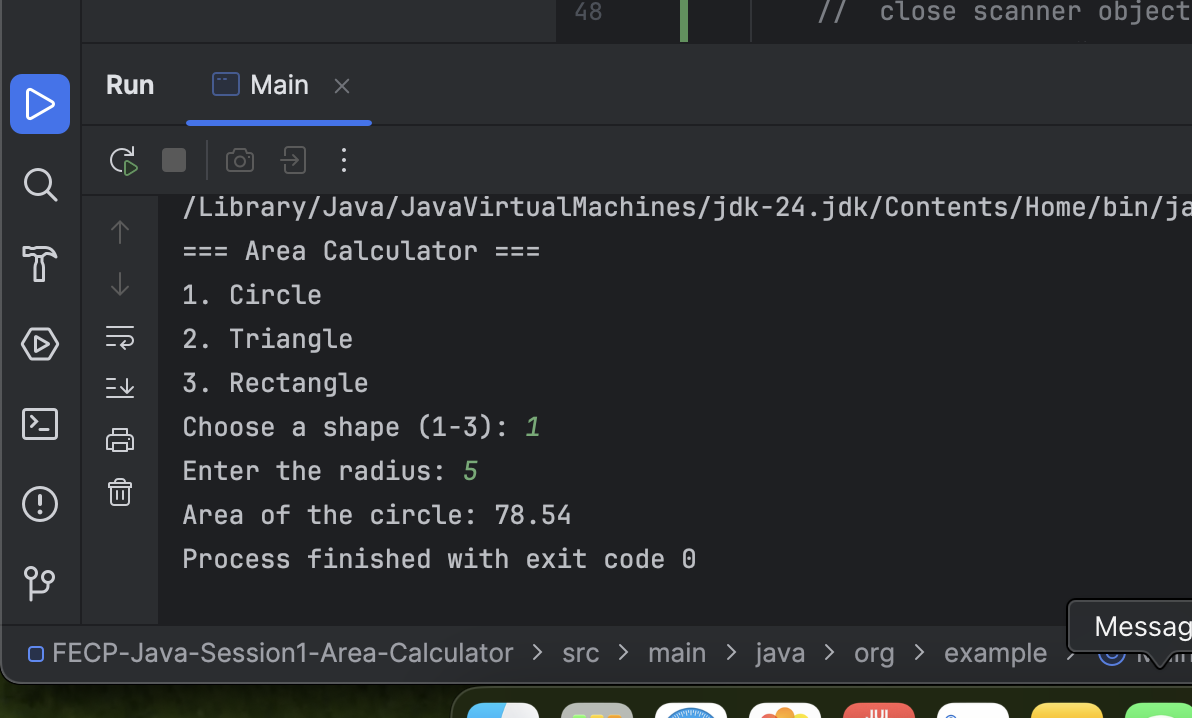 48 // close scanner object
Run Main
/Library/Java/JavaVirtualMachines/jdk-24.jdk/Contents/Home/bin/ja
=== Area Calculator ===
1. Circle
2. Triangle
3. Rectangle
Choose a shape (1-3): 1
Enter the radius: 5
Area of the circle: 78.54
Process finished with exit code 0
Messag
FECP-Java-Session1-Area-Calculator > src > main > java > org > example >
JUL